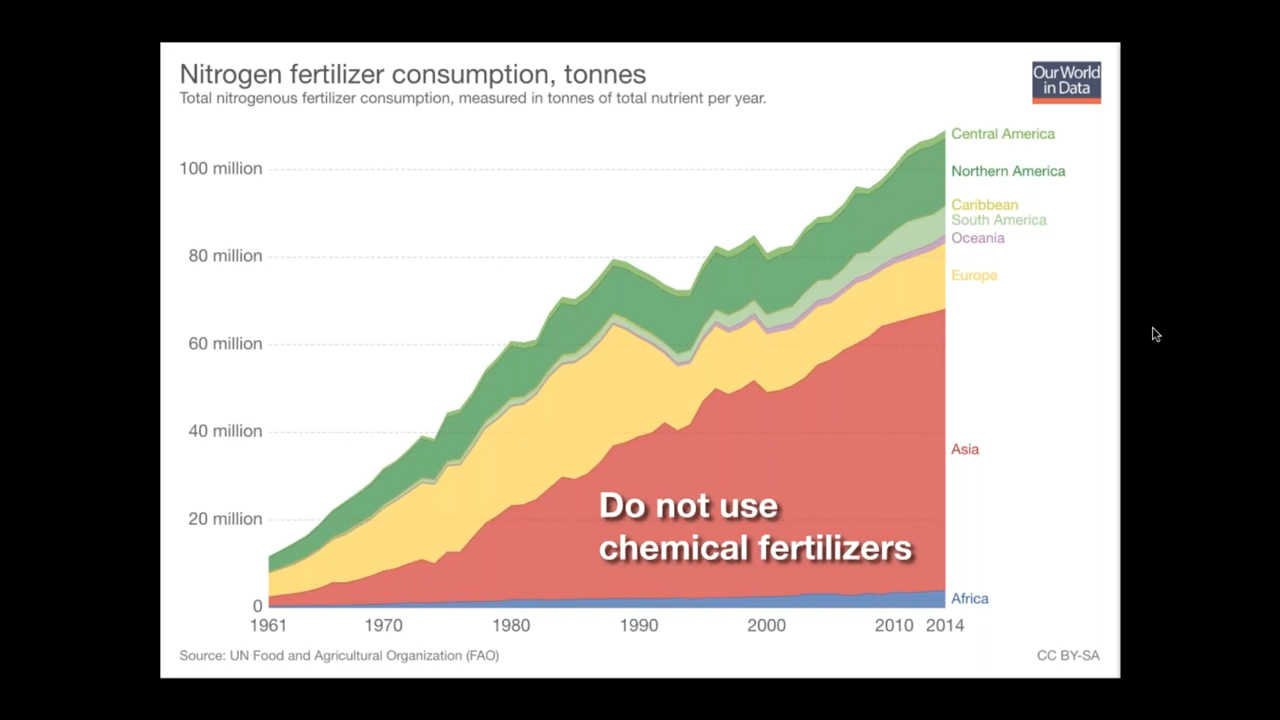 Nitrogen fertilizer consumption, tonnes
Total nitrogenous fertilizer consumption, measured in tonnes of total nutrient per year.
Our World
in Data
Central America
100 million
Northern America
Caribbean
South America
Oceania
80 million
Europe
60 million
40 million
Asia
20 million
Do not use
chemical fertilizers
Africa
0
1961 1970 1980 1990 2000 2010 2014
Source: UN Food and Agricultural Organization (FAO)
CC BY-SA